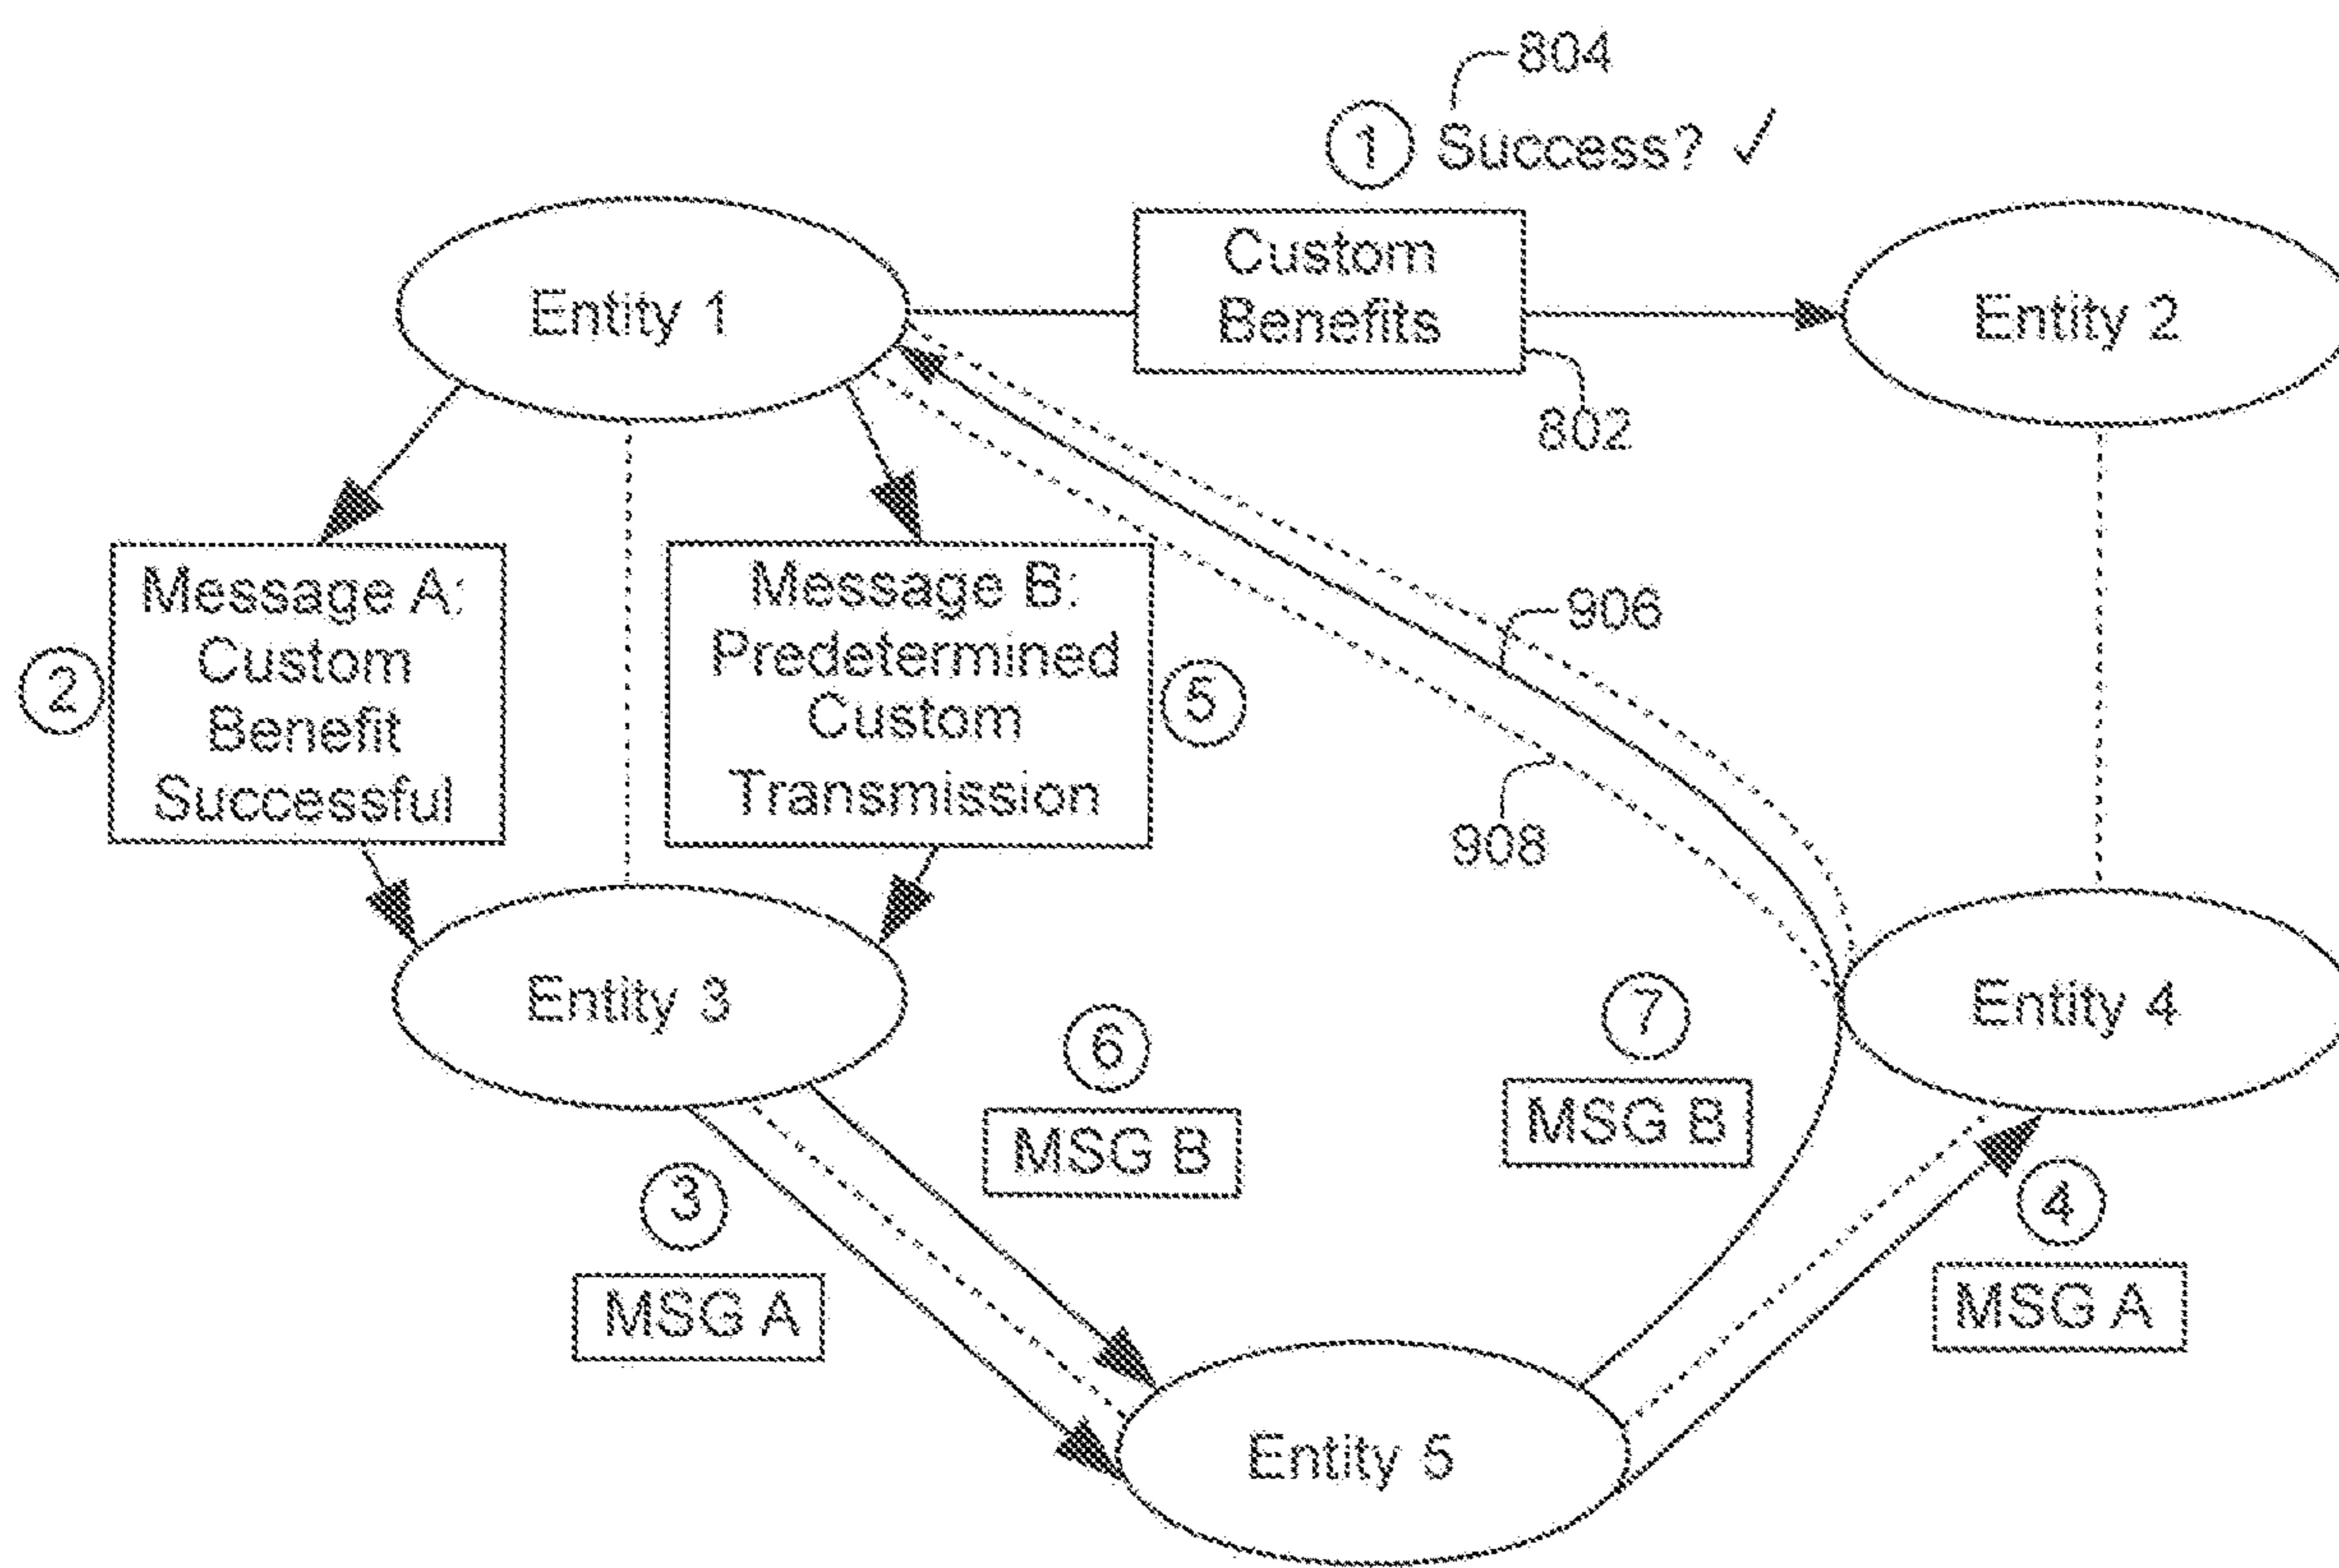 804
1 Success? ✓
Entity 1
Custom
Benefits
Entity 2
802
Message A:
Custom
Benefit
Successful
2
Message B:
Predetermined
Custom
Transmission
5
906
908
Entity 3
Entity 4
6
MSG B
7
MSG B
3
MSG A
4
MSG A
Entity 5